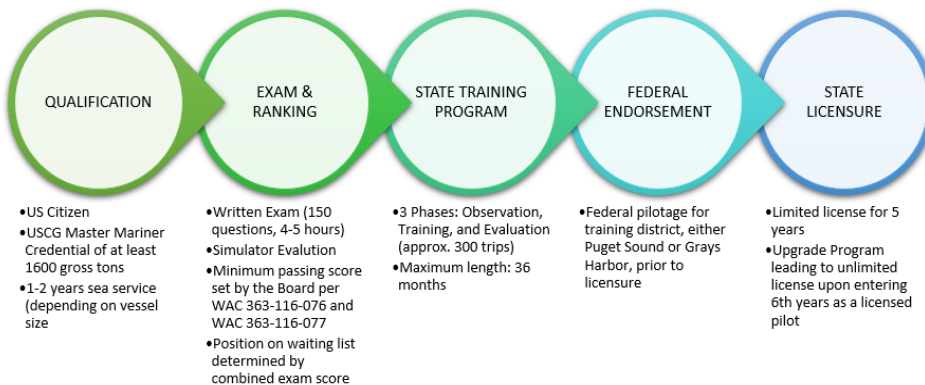 QUALIFICATION
•US Citizen
•USCG Master Mariner
Credential of at least
1600 gross tons
•1-2 years sea service
(depending on vessel
size
EXAM &
RANKING
•Written Exam (150
questions, 4-5 hours)
•Simulator Evalution
•Minimum passing score
set by the Board per
WAC 363-116-076 and
WAC 363-116-077
•Position on waiting list
determined by
combined exam score
STATE TRAINING
PROGRAM
•3 Phases: Observation,
Training, and Evaluation
(approx. 300 trips)
•Maximum length: 36
months
FEDERAL
ENDORSEMENT
•Federal pilotage for
training district, either
Puget Sound or Grays
Harbor, prior to
licensure
STATE
LICENSURE
•Limited license for 5
years
•Upgrade Program
leading to unlimited
license upon entering
6th years as a licensed
pilot